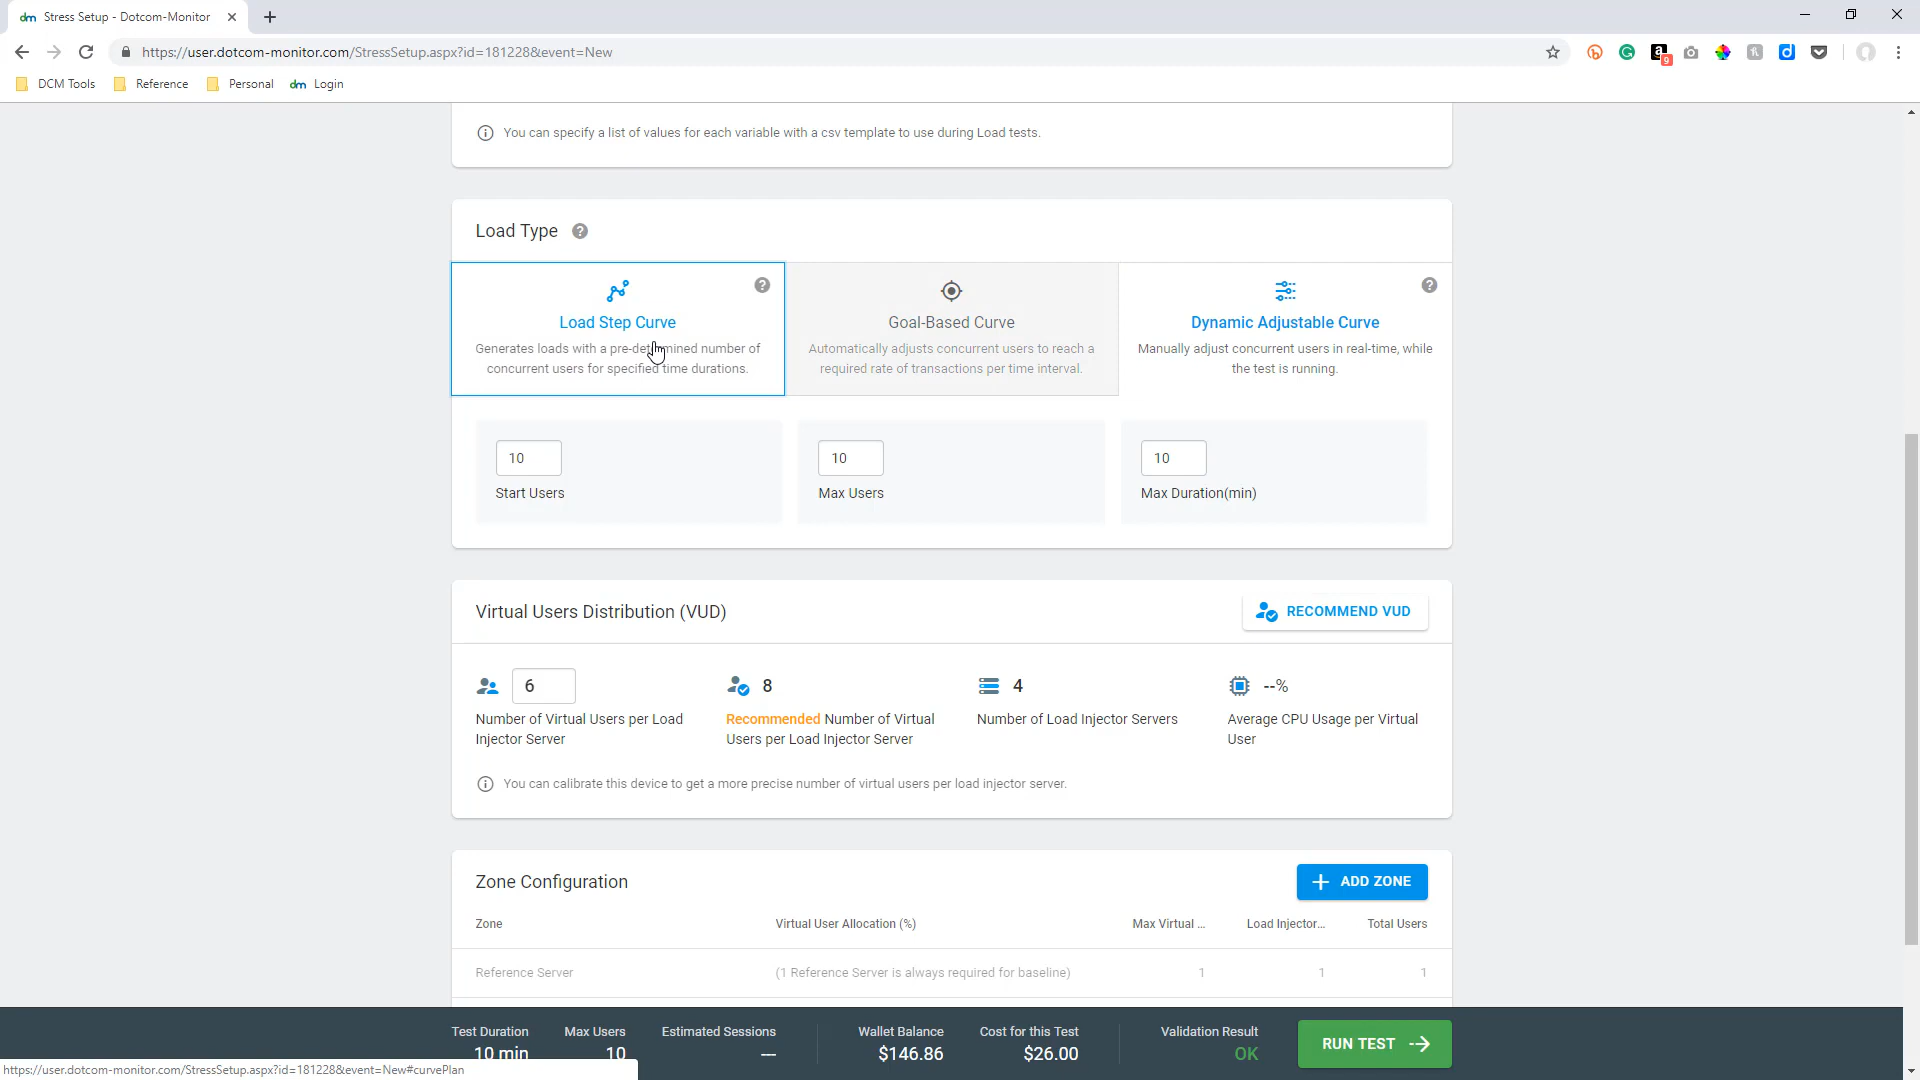 dm Stress Setup - Dotcom-Monitor
https://user.dotcom-monitor.com/StressSetup.aspx?id=181228&event=New
9
DCM Tools Reference Personal dm Login
You can specify a list of values for each variable with a csv template to use during Load tests.
Load Type ?
?
?
Load Step Curve
Generates loads with a pre-determined number of
concurrent users for specified time durations.
Goal-Based Curve
Automatically adjusts concurrent users to reach a
required rate of transactions per time interval.
Dynamic Adjustable Curve
Manually adjust concurrent users in real-time, while
the test is running.
10
Start Users
10
Max Users
10
Max Duration(min)
Virtual Users Distribution (VUD)
RECOMMEND VUD
6
Number of Virtual Users per Load
Injector Server
8
Recommended Number of Virtual
Users per Load Injector Server
4
Number of Load Injector Servers
--%
Average CPU Usage per Virtual
User
You can calibrate this device to get a more precise number of virtual users per load injector server.
Zone Configuration
ADD ZONE
Zone Virtual User Allocation (%) Max Virtual ... Load Injector... Total Users
Reference Server (1 Reference Server is always required for baseline) 1 1 1
Test Duration
10 min
Max Users
10
Estimated Sessions
---
Wallet Balance
$146.86
Cost for this Test
$26.00
Validation Result
OK
RUN TEST
https://user.dotcom-monitor.com/StressSetup.aspx?id=181228&event=New#curvePlan